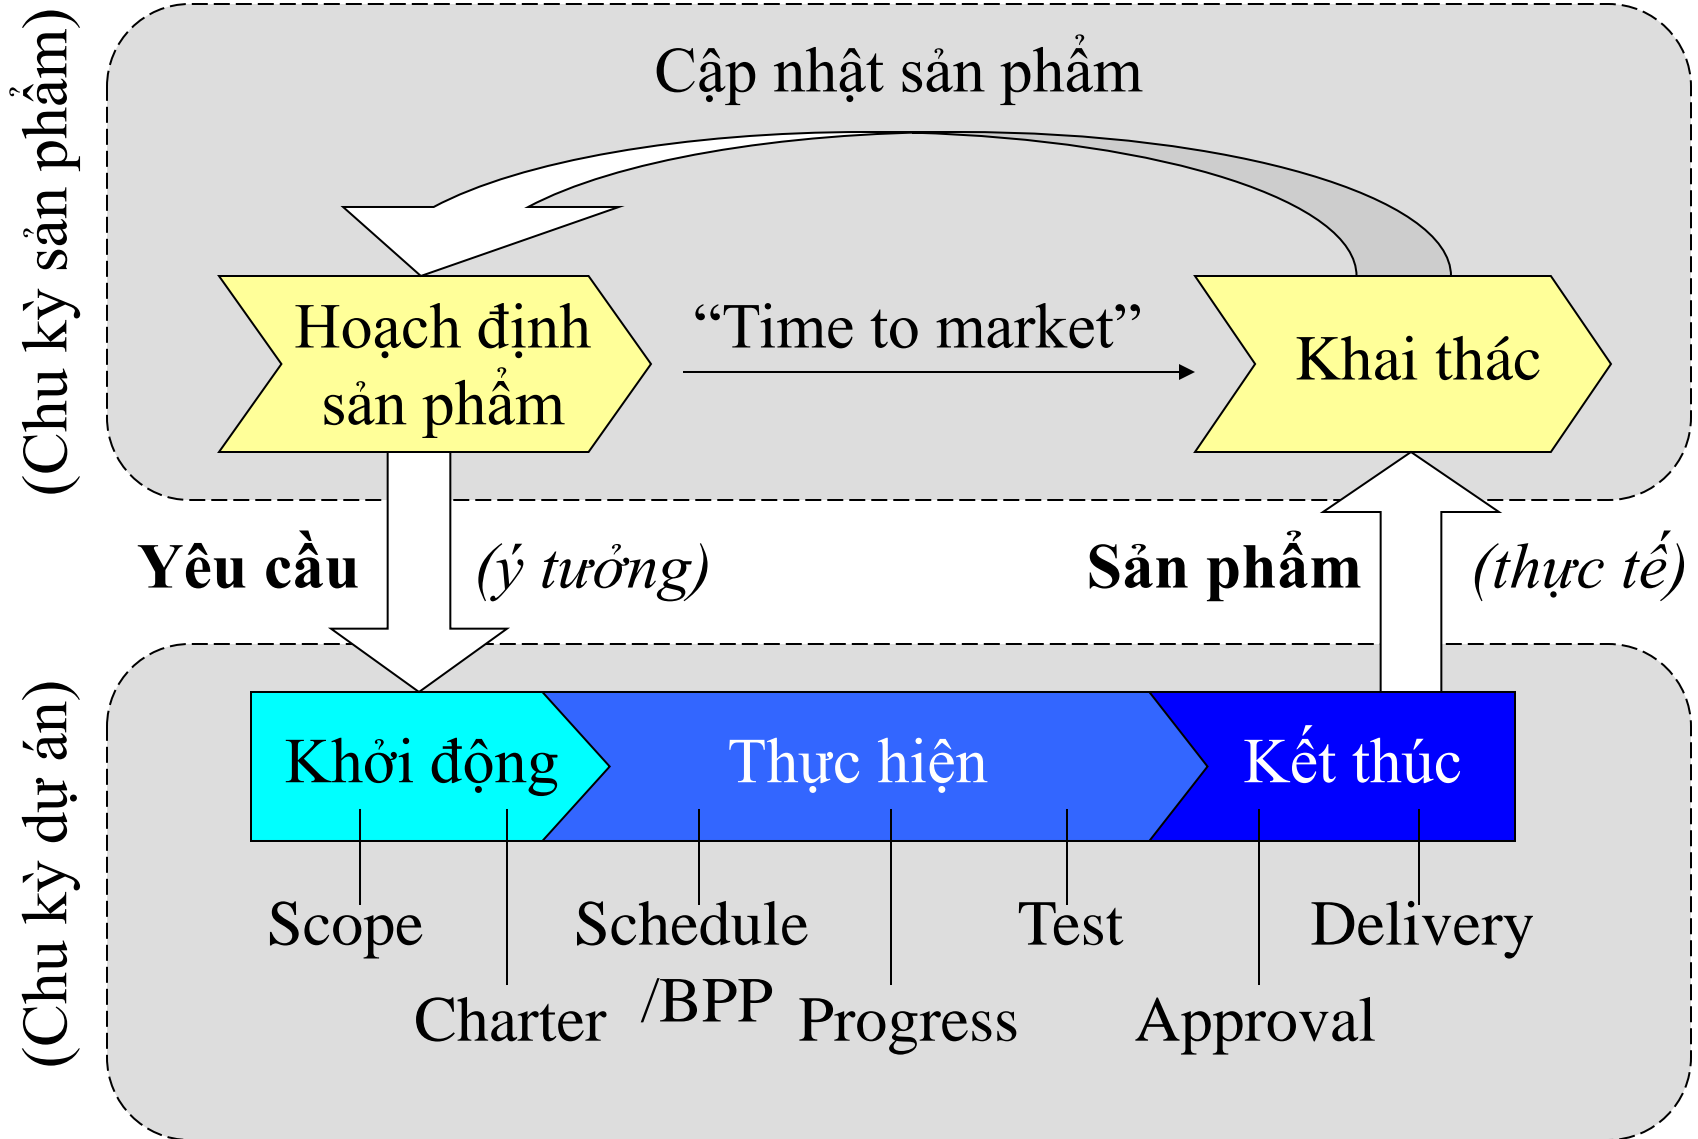 (Chu kỳ sản phẩm)
Cập nhật sản phẩm
Hoạch định
sản phẩm
“Time to market”
Khai thác
Yêu cầu
(ý tưởng)
Sản phẩm
(thực tế)
(Chu kỳ dự án)
Khởi động
Thực hiện
Kết thúc
Scope
Charter
Schedule
/BPP
Progress
Test
Approval
Delivery